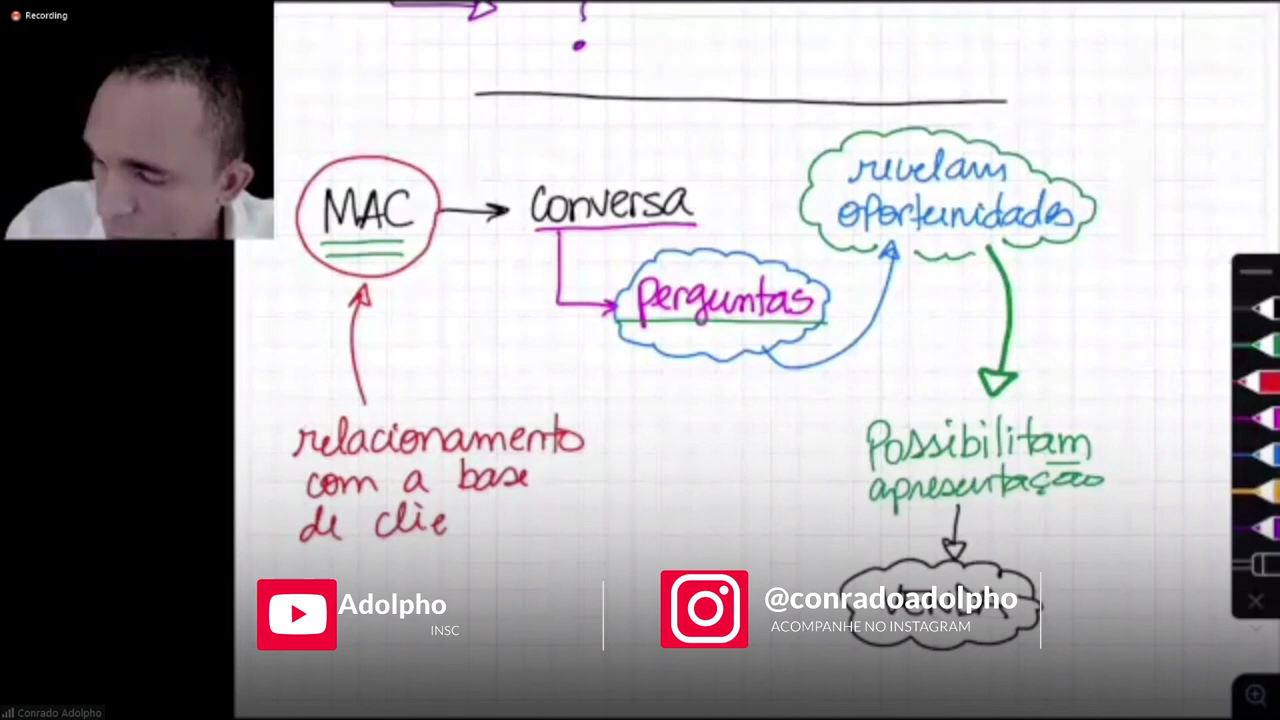 Recording
MAC
conversa
revelam
oportunidades
perguntas
relacionamento
com a base
de clie
Possibilitam
apresentação
Adolpho
INSC
@conradoadolpho
ACOMPANHE NO INSTAGRAM
Conrado Adolpho